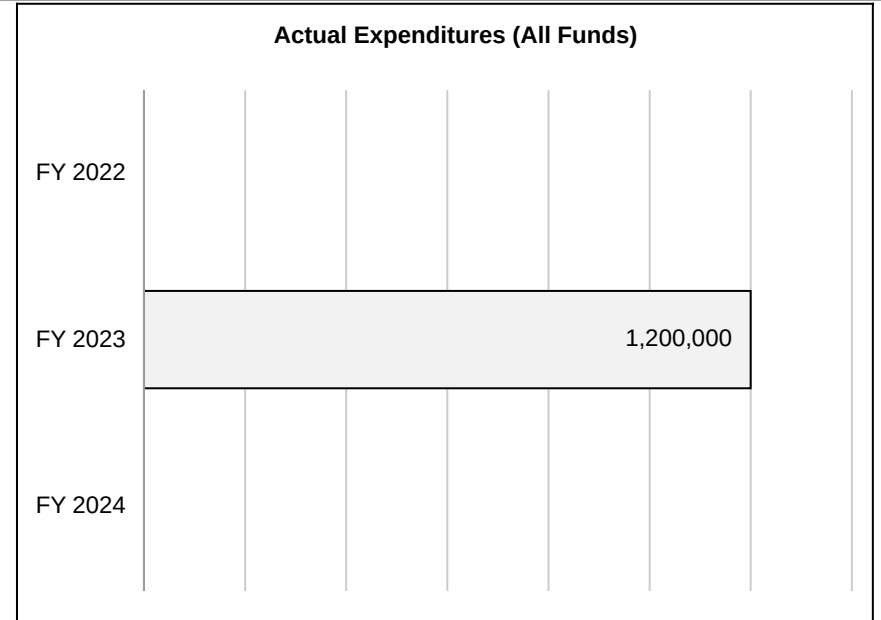 Actual Expenditures (All Funds)
FY 2022
FY 2023
1,200,000
FY 2024